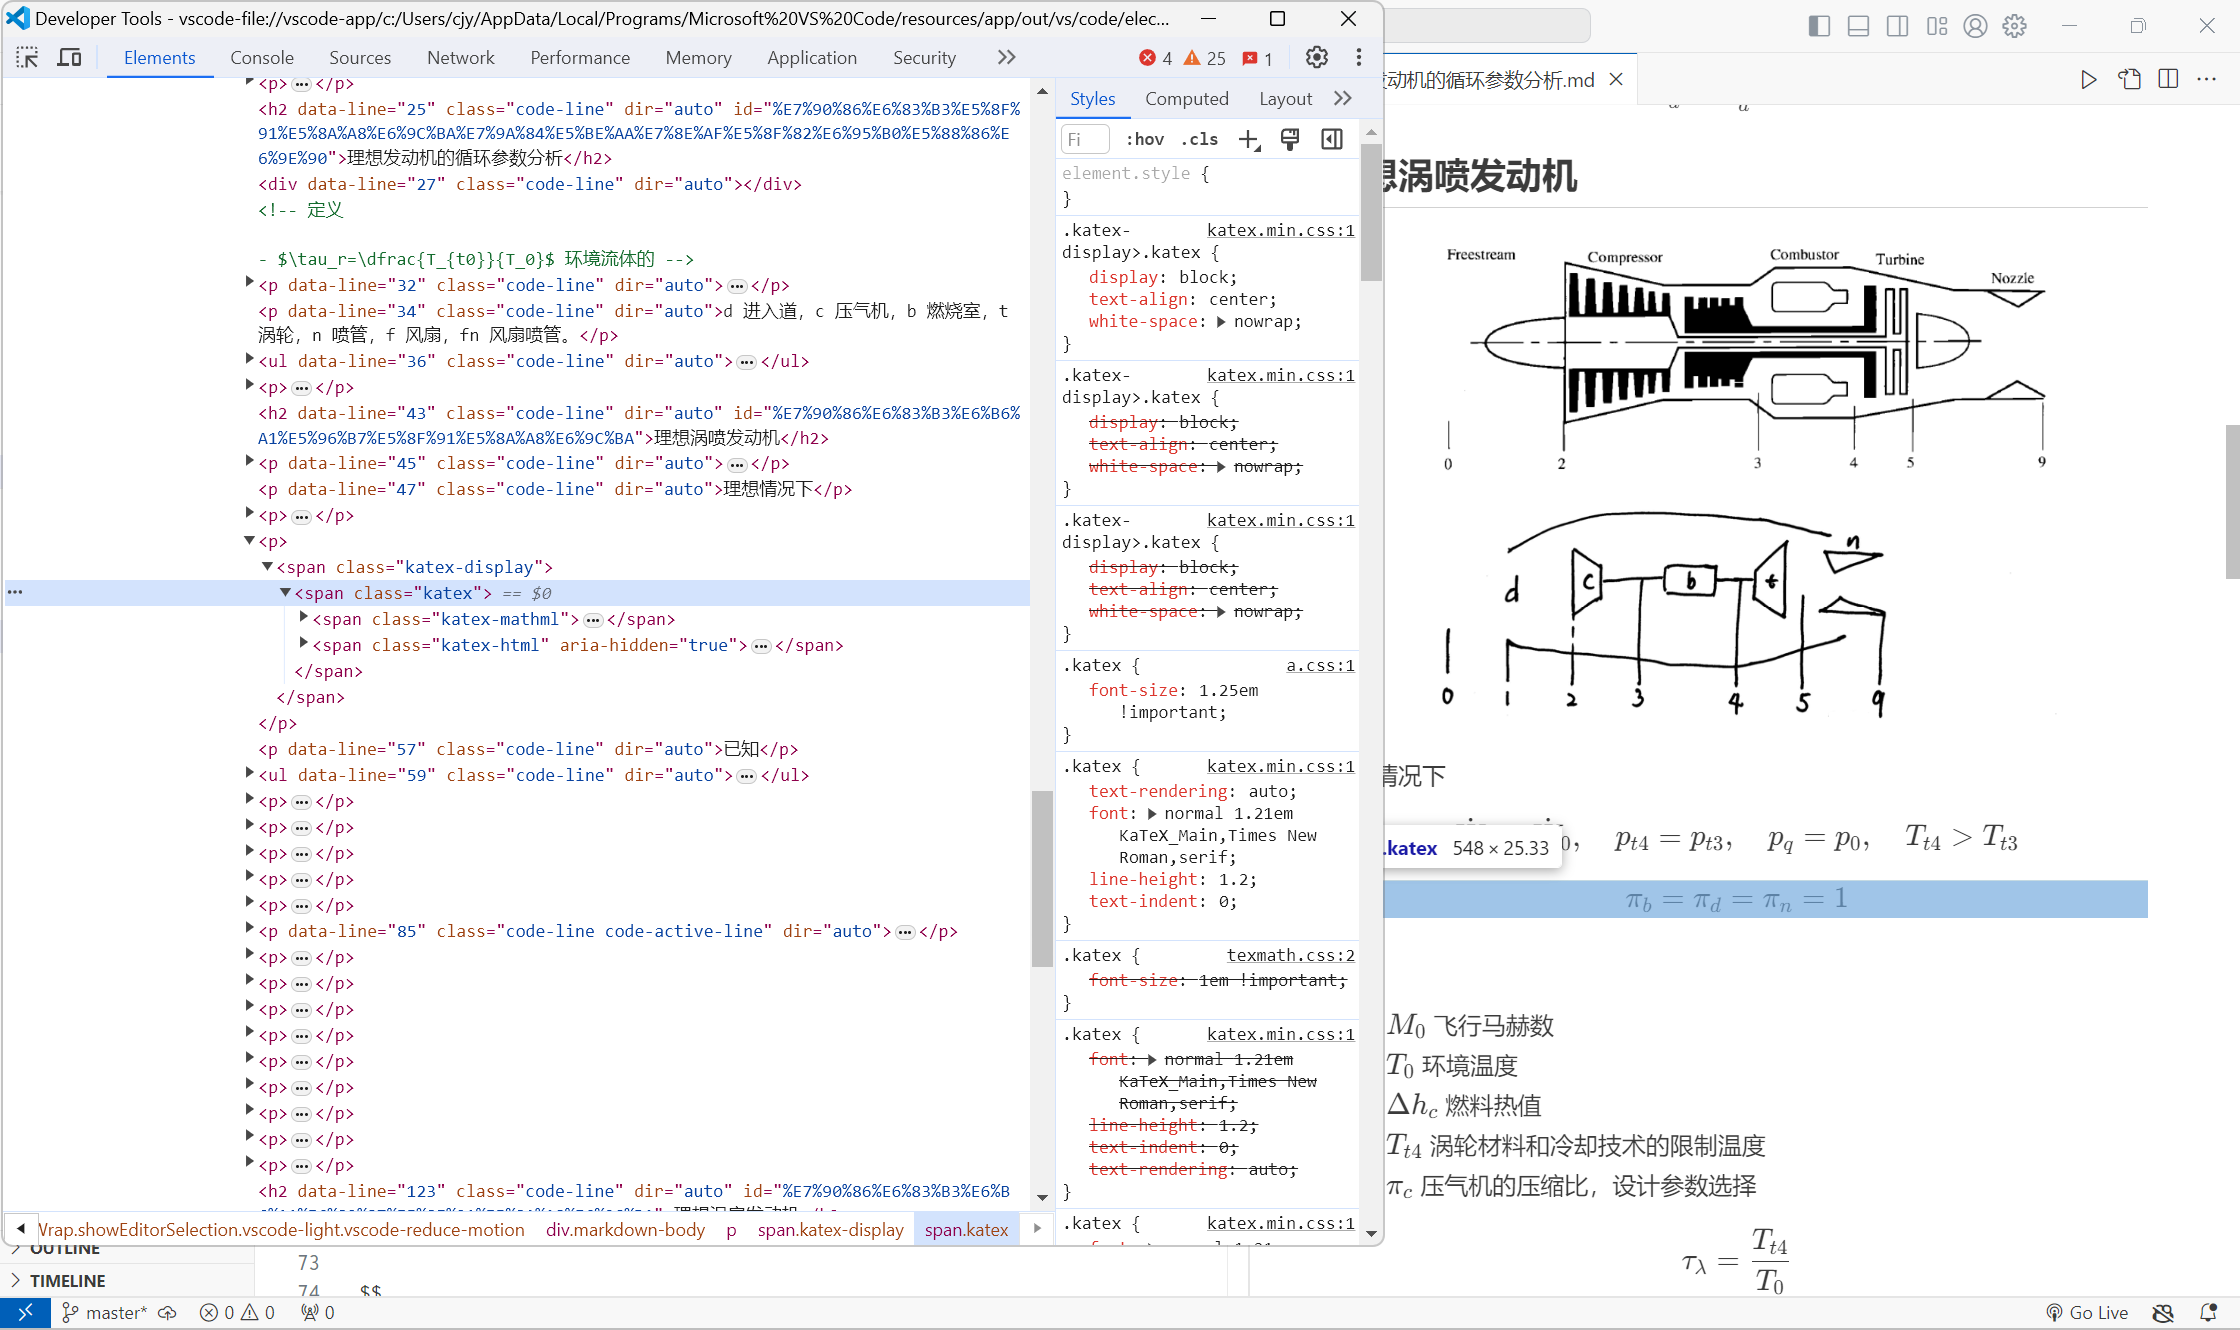 Developer Tools - vscode-file://vscode-app/c:/Users/cjy/AppData/Local/Programs/Microsoft%20VS%20Code/resources/app/out/vs/code/elec...
Elements Console Sources Network Performance Memory Application Security 4 25 1
<p>…</p>
<h2 data-line="25" class="code-line" dir="auto" id="%E7%90%86%E6%83%B3%E5%8F%
91%E5%8A%A8%E6%9C%BA%E7%9A%84%E5%BE%AA%E7%8E%AF%E5%8F%82%E6%95%B0%E5%88%86%E
6%9E%90">理想发动机的循环参数分析</h2>
<div data-line="27" class="code-line" dir="auto"></div>
<!-- 定义
- $\tau_r=\dfrac{T_{t0}}{T_0}$ 环境流体的 -->
<p data-line="32" class="code-line" dir="auto">…</p>
<p data-line="34" class="code-line" dir="auto">d 进入道，c 压气机，b 燃烧室，t
涡轮，n 喷管，f 风扇，fn 风扇喷管。</p>
<ul data-line="36" class="code-line" dir="auto">…</ul>
<p>…</p>
<h2 data-line="43" class="code-line" dir="auto" id="%E7%90%86%E6%83%B3%E6%B6%
A1%E5%96%B7%E5%8F%91%E5%8A%A8%E6%9C%BA">理想涡喷发动机</h2>
<p data-line="45" class="code-line" dir="auto">…</p>
<p data-line="47" class="code-line" dir="auto">理想情况下</p>
<p>…</p>
<p>
<span class="katex-display">
<span class="katex"> == $0
<span class="katex-mathml">…</span>
<span class="katex-html" aria-hidden="true">…</span>
</span>
</span>
</p>
<p data-line="57" class="code-line" dir="auto">已知</p>
<ul data-line="59" class="code-line" dir="auto">…</ul>
<p>…</p>
<p>…</p>
<p>…</p>
<p>…</p>
<p>…</p>
<p data-line="85" class="code-line code-active-line" dir="auto">…</p>
<p>…</p>
<p>…</p>
<p>…</p>
<p>…</p>
<p>…</p>
<p>…</p>
<p>…</p>
<p>…</p>
<p>…</p>
<h2 data-line="123" class="code-line" dir="auto" id="%E7%90%86%E6%83%B3%E6%B
Wrap.showEditorSelection.vscode-light.vscode-reduce-motion div.markdown-body p span.katex-display span.katex
Styles Computed Layout
Fi :hov .cls
element.style {
}
.katex- katex.min.css:1
display>.katex {
display: block;
text-align: center;
white-space: nowrap;
}
.katex- katex.min.css:1
display>.katex {
display: block;
text-align: center;
white-space: nowrap;
}
.katex- katex.min.css:1
display>.katex {
display: block;
text-align: center;
white-space: nowrap;
}
.katex { a.css:1
font-size: 1.25em
!important;
}
.katex { katex.min.css:1
text-rendering: auto;
font: normal 1.21em
KaTeX_Main,Times New
Roman,serif;
line-height: 1.2;
text-indent: 0;
}
.katex { texmath.css:2
font-size: 1em !important;
}
.katex { katex.min.css:1
font: normal 1.21em
KaTeX_Main,Times New
Roman,serif;
line-height: 1.2;
text-indent: 0;
text-rendering: auto;
}
.katex { katex.min.css:1
OUTLINE
TIMELINE
73
74 $$
master* 0 0 0 Go Live
发动机的循环参数分析.md
想涡喷发动机
Freestream Compressor Combustor Turbine Nozzle
0 2 3 4 5 9
d c b t n
0 1 2 3 4 5 9
情况下
0, p_{t4} = p_{t3}, p_q = p_0, T_{t4} > T_{t3}
.katex 548 × 25.33
π_b = π_d = π_n = 1
M_0 飞行马赫数
T_0 环境温度
Δh_c 燃料热值
T_{t4} 涡轮材料和冷却技术的限制温度
π_c 压气机的压缩比，设计参数选择
τ_λ = T_{t4} / T_0